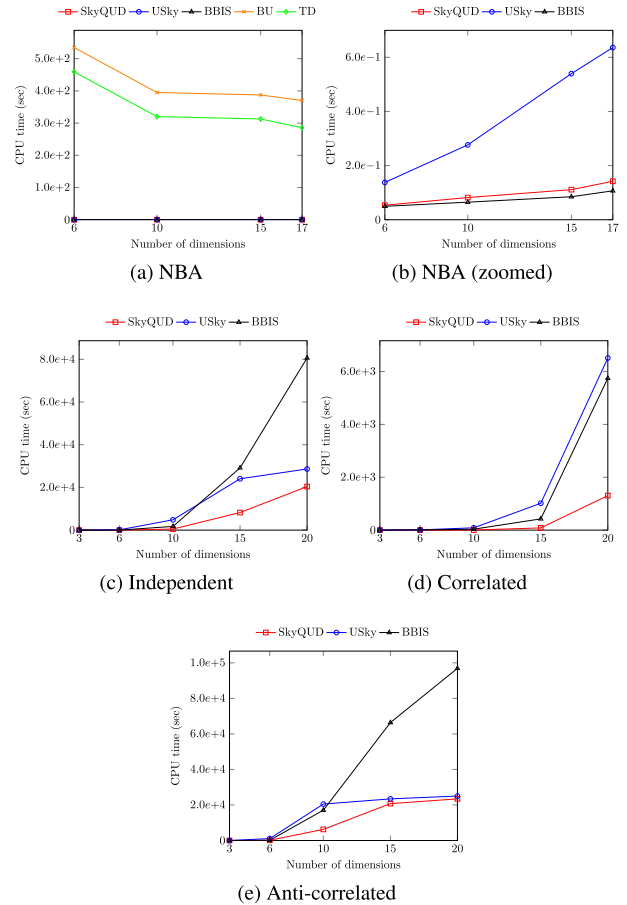 SkyQUD USky BBIS BU TD
CPU time (sec)
5.0e+2
4.0e+2
3.0e+2
2.0e+2
1.0e+2
0
6 10 15 17
Number of dimensions
(a) NBA
SkyQUD USky BBIS
CPU time (sec)
6.0e−1
2.0e−1
0
6 10 15 17
Number of dimensions
(b) NBA (zoomed)
SkyQUD USky BBIS
CPU time (sec)
8.0e+4
6.0e+4
4.0e+4
2.0e+4
0
3 6 10 15 20
Number of dimensions
(c) Independent
SkyQUD USky BBIS
CPU time (sec)
6.0e+3
4.0e+3
2.0e+3
0
3 6 10 15 20
Number of dimensions
(d) Correlated
SkyQUD USky BBIS
CPU time (sec)
1.0e+5
8.0e+4
6.0e+4
4.0e+4
2.0e+4
0
3 6 10 15 20
Number of dimensions
(e) Anti-correlated